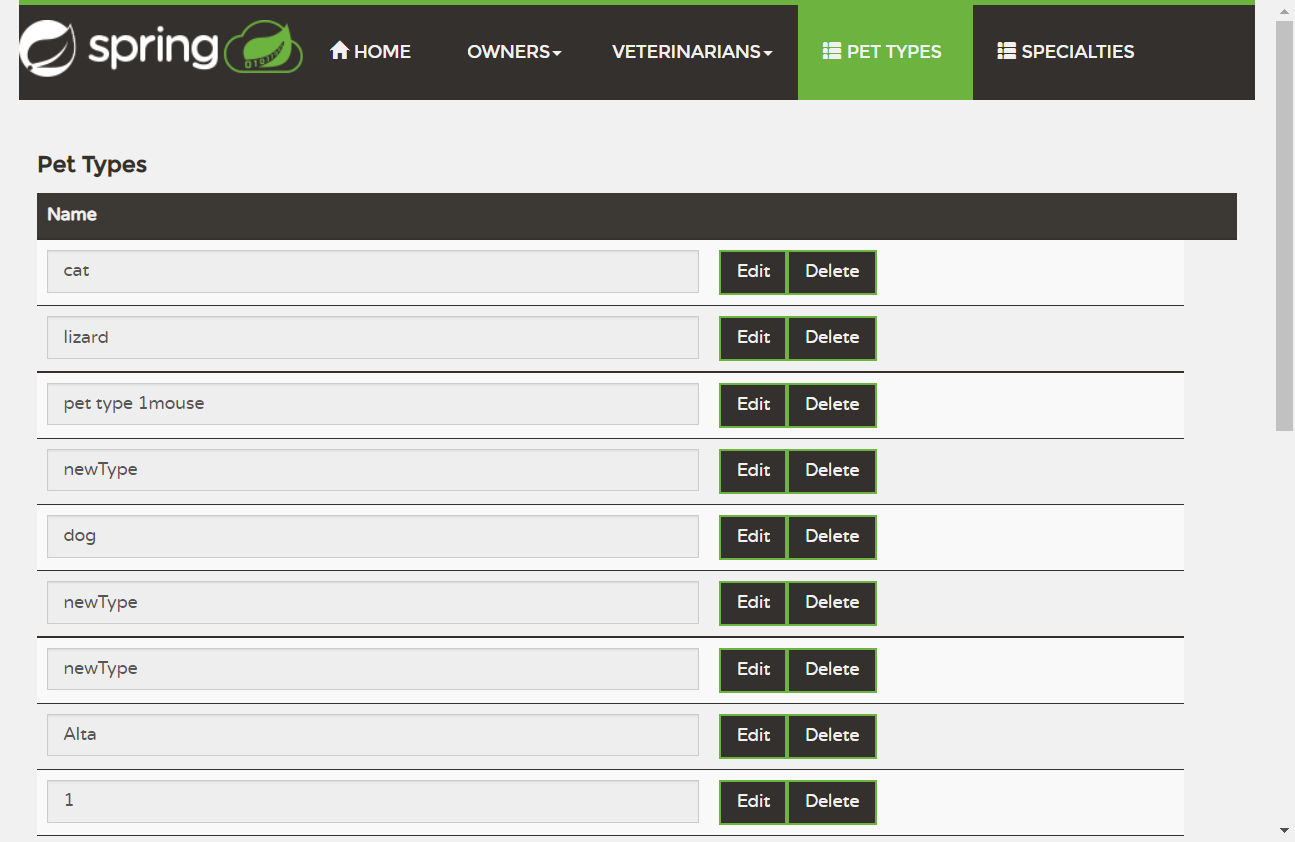 spring HOME OWNERS VETERINARIANS PET TYPES SPECIALTIES
Pet Types
Name
cat Edit Delete
lizard Edit Delete
pet type 1mouse Edit Delete
newType Edit Delete
dog Edit Delete
newType Edit Delete
newType Edit Delete
Alta Edit Delete
1 Edit Delete